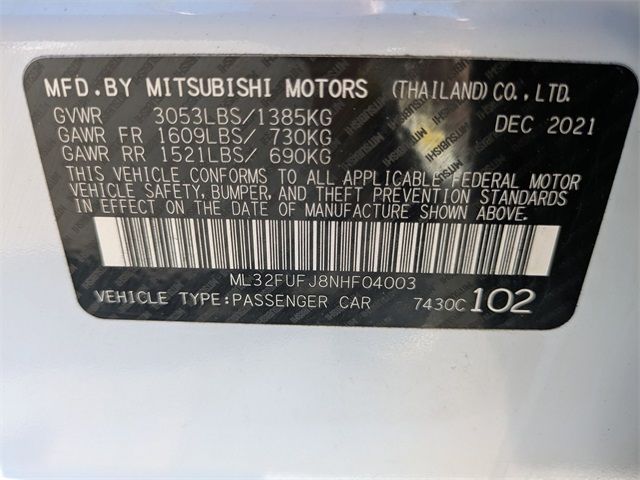 MFD.BY MITSUBISHI MOTORS (THAILAND) CO., LTD.
GVWR 3053LBS/1385KG DEC 2021
GAWR FR 1609LBS/ 730KG
GAWR RR 1521LBS/ 690KG
THIS VEHICLE CONFORMS TO ALL APPLICABLE FEDERAL MOTOR
VEHICLE SAFETY, BUMPER, AND THEFT PREVENTION STANDARDS
IN EFFECT ON THE DATE OF MANUFACTURE SHOWN ABOVE.
ML32FUFJ8NHF04003
VEHICLE TYPE:PASSENGER CAR 7430C 102